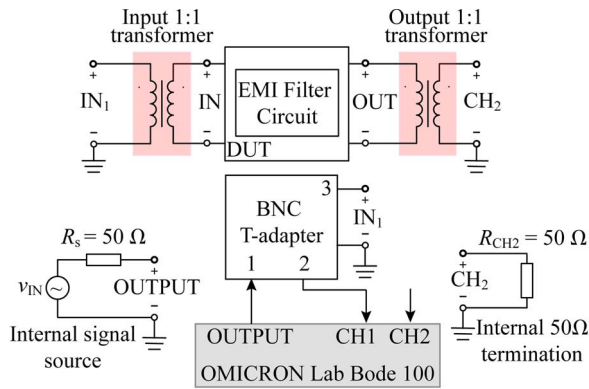 Input 1:1
transformer
Output 1:1
transformer
+
+
+
+
IN₁
IN
EMI Filter
Circuit
OUT
CH₂
−
−
−
−
DUT
3
BNC
T-adapter
+
IN₁
−
1
2
Rₛ = 50 Ω
+
v_IN
~
OUTPUT
−
Internal signal
source
R_CH2 = 50 Ω
+
CH₂
−
Internal 50Ω
termination
OUTPUT
CH1
CH2
OMICRON Lab Bode 100